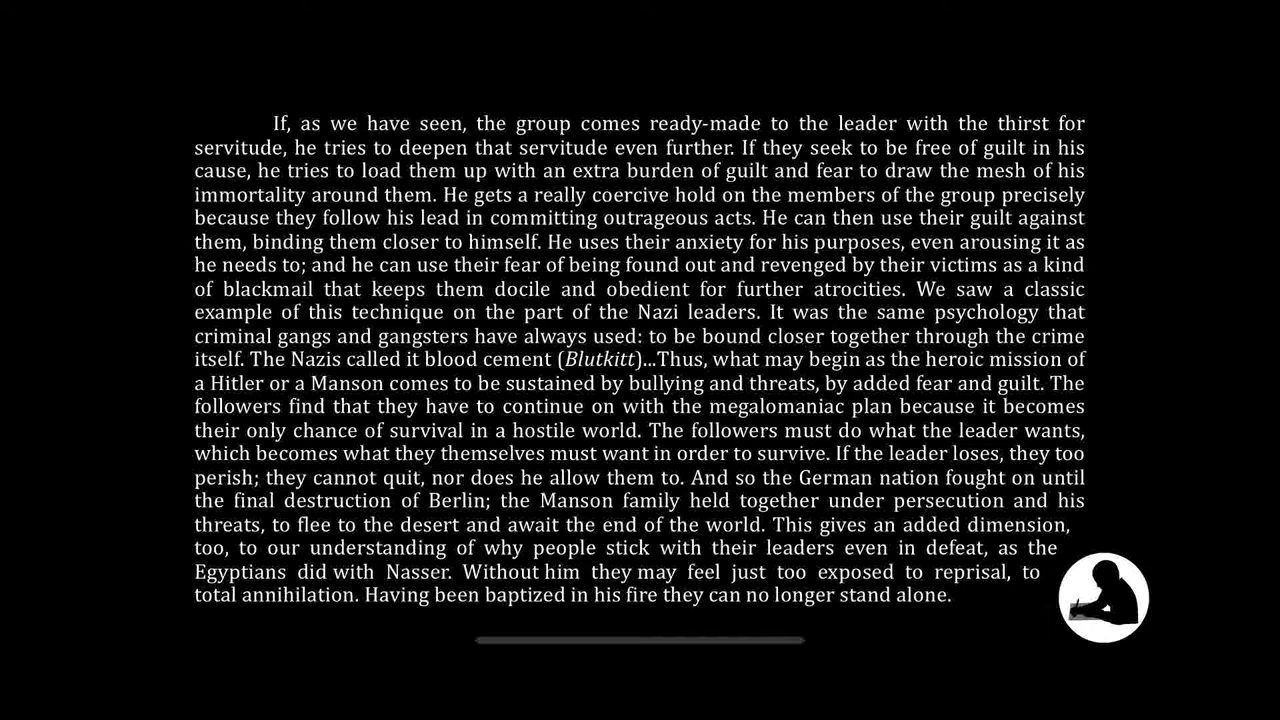 If, as we have seen, the group comes ready-made to the leader with the thirst for
servitude, he tries to deepen that servitude even further. If they seek to be free of guilt in his
cause, he tries to load them up with an extra burden of guilt and fear to draw the mesh of his
immortality around them. He gets a really coercive hold on the members of the group precisely
because they follow his lead in committing outrageous acts. He can then use their guilt against
them, binding them closer to himself. He uses their anxiety for his purposes, even arousing it as
he needs to; and he can use their fear of being found out and revenged by their victims as a kind
of blackmail that keeps them docile and obedient for further atrocities. We saw a classic
example of this technique on the part of the Nazi leaders. It was the same psychology that
criminal gangs and gangsters have always used: to be bound closer together through the crime
itself. The Nazis called it blood cement (Blutkitt)...Thus, what may begin as the heroic mission of
a Hitler or a Manson comes to be sustained by bullying and threats, by added fear and guilt. The
followers find that they have to continue on with the megalomaniac plan because it becomes
their only chance of survival in a hostile world. The followers must do what the leader wants,
which becomes what they themselves must want in order to survive. If the leader loses, they too
perish; they cannot quit, nor does he allow them to. And so the German nation fought on until
the final destruction of Berlin; the Manson family held together under persecution and his
threats, to flee to the desert and await the end of the world. This gives an added dimension,
too, to our understanding of why people stick with their leaders even in defeat, as the
Egyptians did with Nasser. Without him they may feel just too exposed to reprisal, to
total annihilation. Having been baptized in his fire they can no longer stand alone.